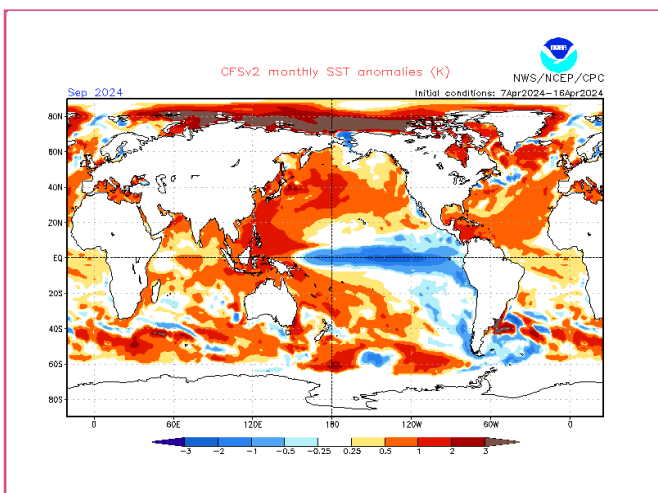 NOAA
CFSv2 monthly SST anomalies (K)
NWS/NCEP/CPC
Sep 2024
Initial conditions: 7Apr2024-16Apr2024
80N
60N
40N
20N
EQ
20S
40S
60S
80S
0 60E 120E 180 120W 60W 0
-3 -2 -1 -0.5 -0.25 0.25 0.5 1 2 3